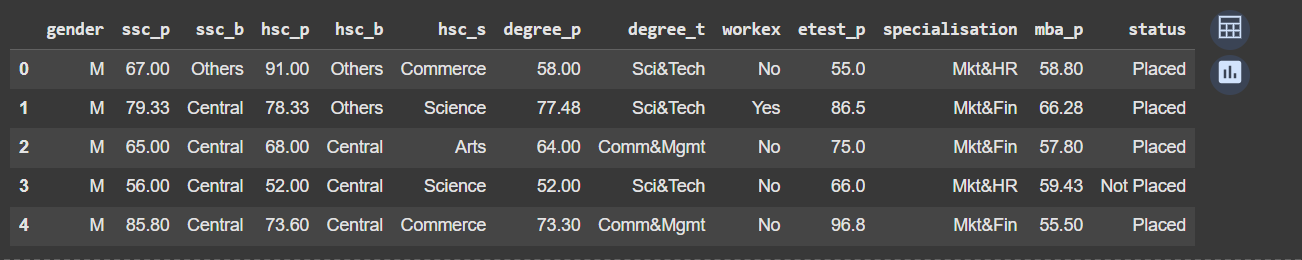 gender ssc_p ssc_b hsc_p hsc_b hsc_s degree_p degree_t workex etest_p specialisation mba_p status
0 M 67.00 Others 91.00 Others Commerce 58.00 Sci&Tech No 55.0 Mkt&HR 58.80 Placed
1 M 79.33 Central 78.33 Others Science 77.48 Sci&Tech Yes 86.5 Mkt&Fin 66.28 Placed
2 M 65.00 Central 68.00 Central Arts 64.00 Comm&Mgmt No 75.0 Mkt&Fin 57.80 Placed
3 M 56.00 Central 52.00 Central Science 52.00 Sci&Tech No 66.0 Mkt&HR 59.43 Not Placed
4 M 85.80 Central 73.60 Central Commerce 73.30 Comm&Mgmt No 96.8 Mkt&Fin 55.50 Placed